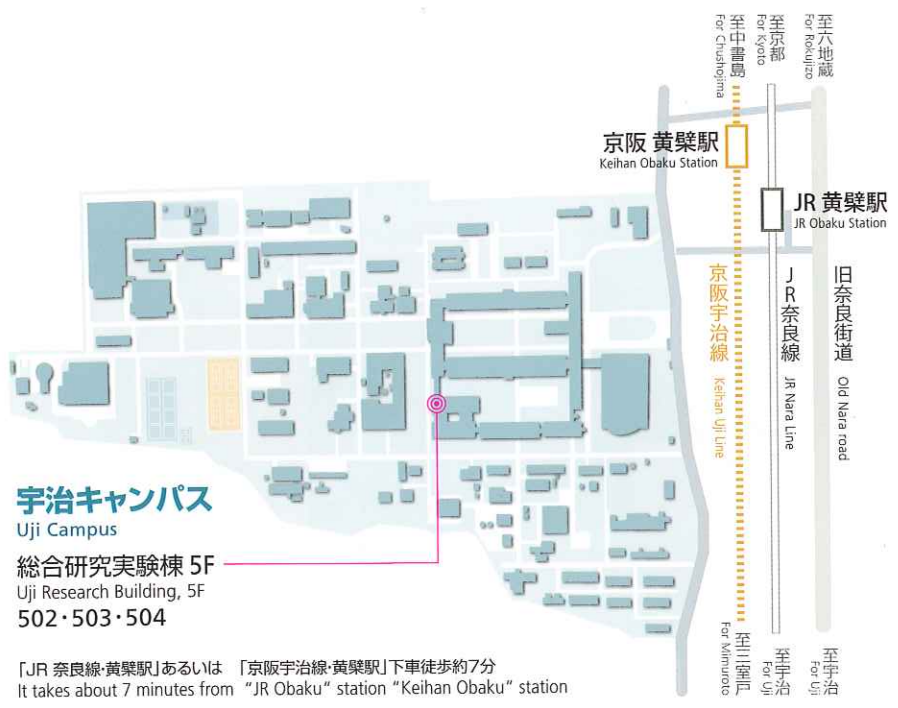 至中書島
For Chushojima
至京都
For Kyoto
至六地蔵
For Rokujizo
京阪 黄檗駅
Keihan Obaku Station
JR 黄檗駅
JR Obaku Station
京阪宇治線 Keihan Uji Line
JR奈良線 JR Nara Line
旧奈良街道 Old Nara road
宇治キャンパス
Uji Campus
総合研究実験棟 5F
Uji Research Building, 5F
502・503・504
至三室戸
For Mimuroto
至宇治
For Uji
至宇治
For Uji
「JR 奈良線・黄檗駅」あるいは 「京阪宇治線・黄檗駅」下車徒歩約7分
It takes about 7 minutes from “JR Obaku“ station “Keihan Obaku“ station